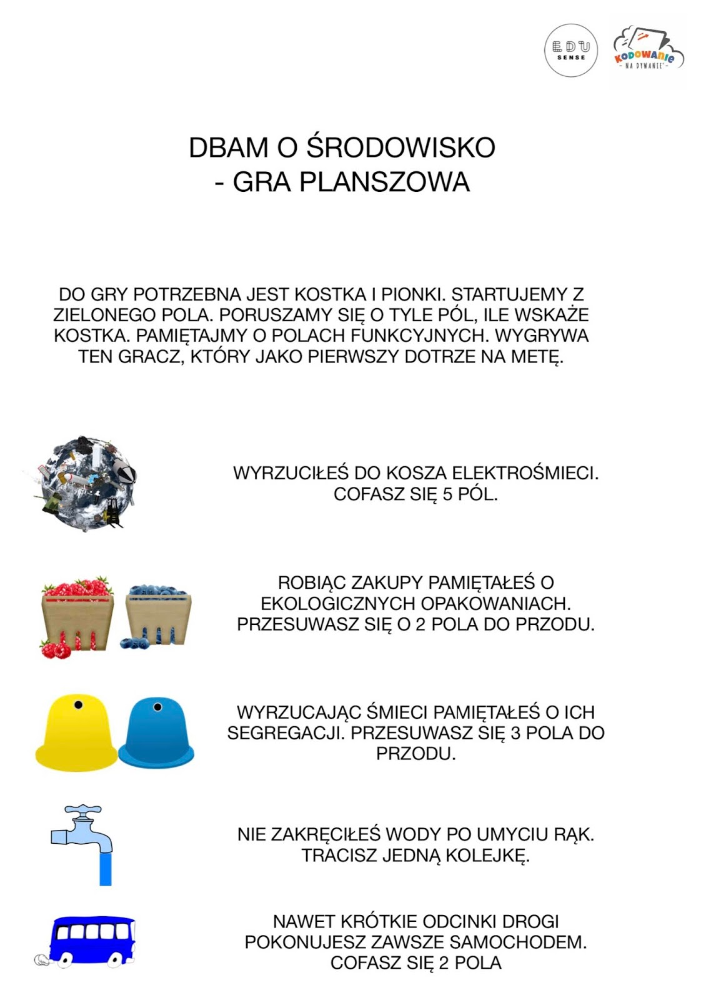 EDU
SENSE
KODOWANIE
- NA DYWANIE® -
DBAM O ŚRODOWISKO
- GRA PLANSZOWA
DO GRY POTRZEBNA JEST KOSTKA I PIONKI. STARTUJEMY Z
ZIELONEGO POLA. PORUSZAMY SIĘ O TYLE PÓL, ILE WSKAŻE
KOSTKA. PAMIĘTAJMY O POLACH FUNKCYJNYCH. WYGRYWA
TEN GRACZ, KTÓRY JAKO PIERWSZY DOTRZE NA METĘ.
WYRZUCIŁEŚ DO KOSZA ELEKTROŚMIECI.
COFASZ SIĘ 5 PÓL.
ROBIĄC ZAKUPY PAMIĘTAŁEŚ O
EKOLOGICZNYCH OPAKOWANIACH.
PRZESUWASZ SIĘ O 2 POLA DO PRZODU.
WYRZUCAJĄC ŚMIECI PAMIĘTAŁEŚ O ICH
SEGREGACJI. PRZESUWASZ SIĘ 3 POLA DO
PRZODU.
NIE ZAKRĘCIŁEŚ WODY PO UMYCIU RĄK.
TRACISZ JEDNĄ KOLEJKĘ.
NAWET KRÓTKIE ODCINKI DROGI
POKONUJESZ ZAWSZE SAMOCHODEM.
COFASZ SIĘ 2 POLA